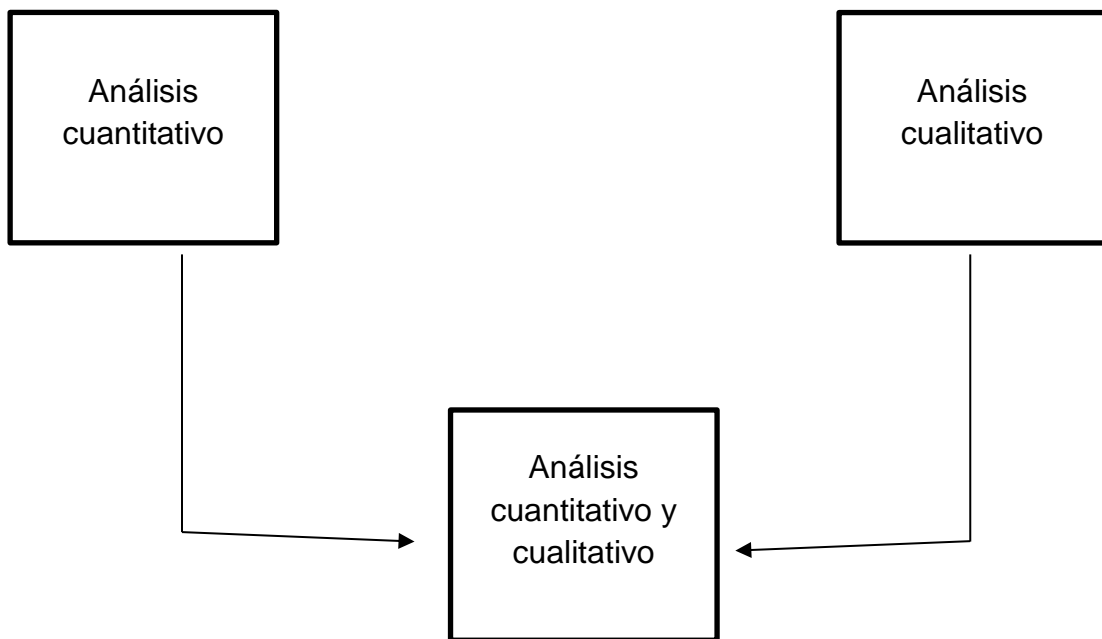 Análisis
cuantitativo
Análisis
cualitativo
Análisis
cuantitativo y
cualitativo